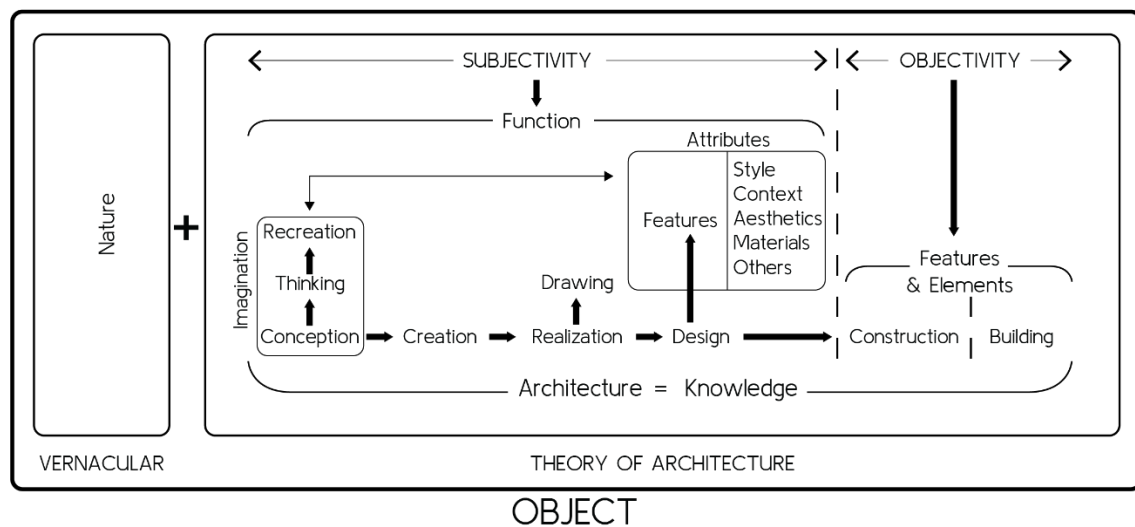 SUBJECTIVITY
OBJECTIVITY
Function
Attributes
Style
Context
Aesthetics
Materials
Others
Features
Nature
+
Imagination
Recreation
Thinking
Conception
Creation
Drawing
Realization
Design
Features
& Elements
Construction
Building
Architecture = Knowledge
VERNACULAR
THEORY OF ARCHITECTURE
OBJECT